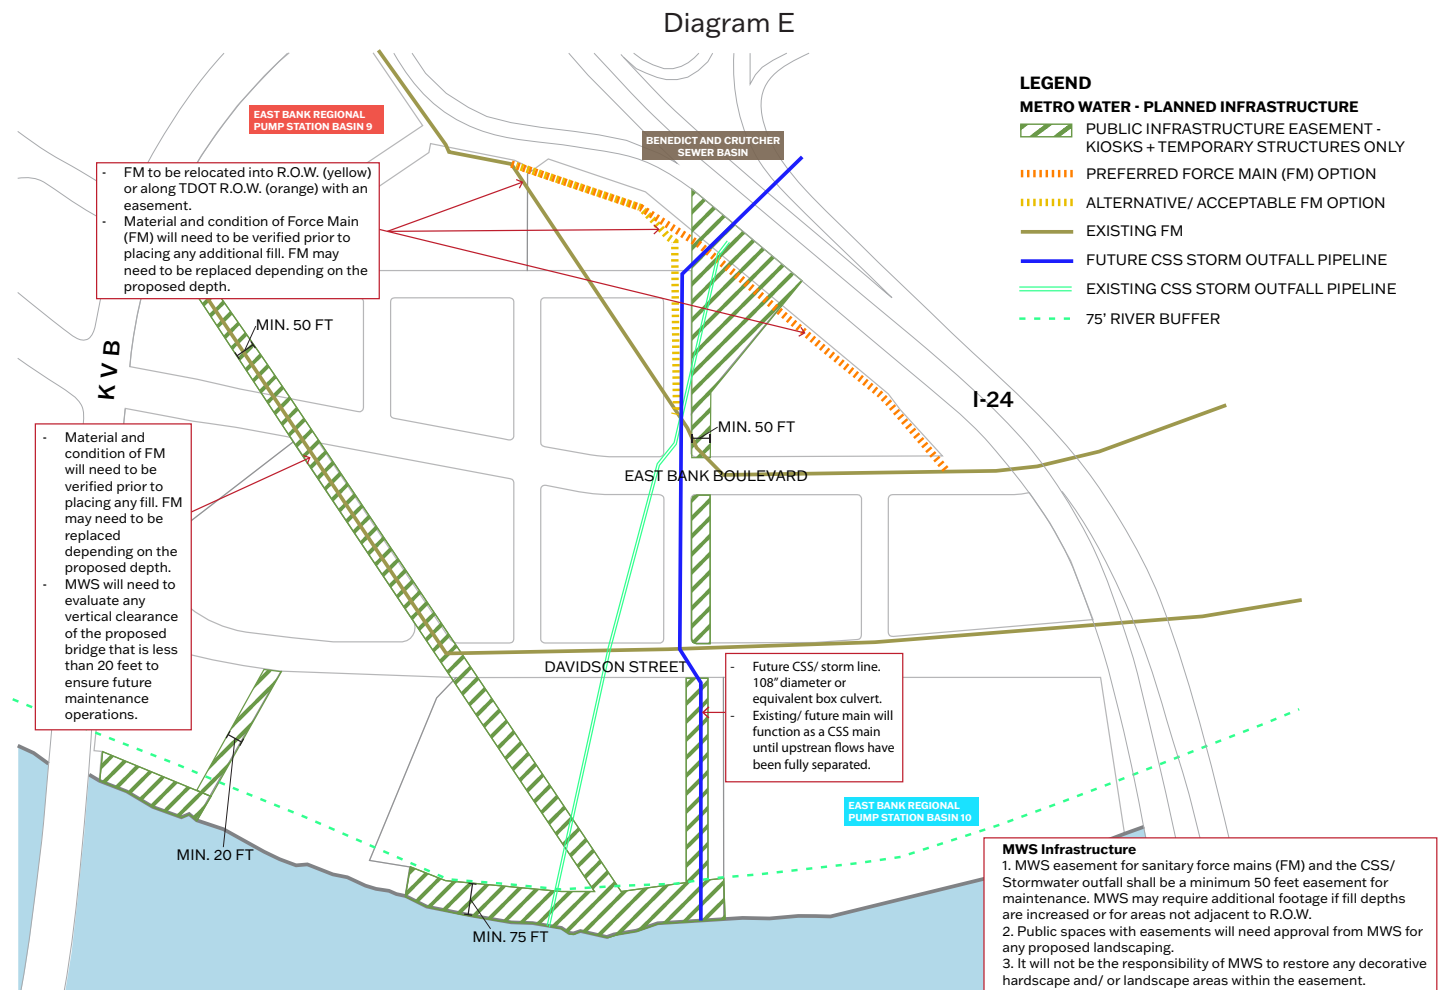 Diagram E
LEGEND
METRO WATER - PLANNED INFRASTRUCTURE
PUBLIC INFRASTRUCTURE EASEMENT -
KIOSKS + TEMPORARY STRUCTURES ONLY
PREFERRED FORCE MAIN (FM) OPTION
ALTERNATIVE/ ACCEPTABLE FM OPTION
EXISTING FM
FUTURE CSS STORM OUTFALL PIPELINE
EXISTING CSS STORM OUTFALL PIPELINE
75' RIVER BUFFER
EAST BANK REGIONAL
PUMP STATION BASIN 9
BENEDICT AND CRUTCHER
SEWER BASIN
- FM to be relocated into R.O.W. (yellow)
or along TDOT R.O.W. (orange) with an
easement.
- Material and condition of Force Main
(FM) will need to be verified prior to
placing any additional fill. FM may
need to be replaced depending on the
proposed depth.
MIN. 50 FT
KVB
I-24
MIN. 50 FT
EAST BANK BOULEVARD
- Material and
condition of FM
will need to be
verified prior to
placing any fill. FM
may need to be
replaced
depending on the
proposed depth.
- MWS will need to
evaluate any
vertical clearance
of the proposed
bridge that is less
than 20 feet to
ensure future
maintenance
operations.
DAVIDSON STREET
- Future CSS/ storm line.
108" diameter or
equivalent box culvert.
- Existing/ future main will
function as a CSS main
until upstrean flows have
been fully separated.
EAST BANK REGIONAL
PUMP STATION BASIN 10
MIN. 20 FT
MIN. 75 FT
MWS Infrastructure
1. MWS easement for sanitary force mains (FM) and the CSS/
Stormwater outfall shall be a minimum 50 feet easement for
maintenance. MWS may require additional footage if fill depths
are increased or for areas not adjacent to R.O.W.
2. Public spaces with easements will need approval from MWS for
any proposed landscaping.
3. It will not be the responsibility of MWS to restore any decorative
hardscape and/ or landscape areas within the easement.